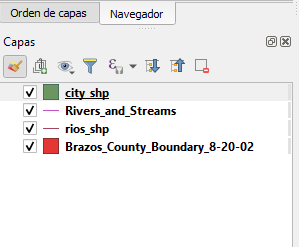 Orden de capas Navegador
Capas
city_shp
Rivers_and_Streams
rios_shp
Brazos_County_Boundary_8-20-02